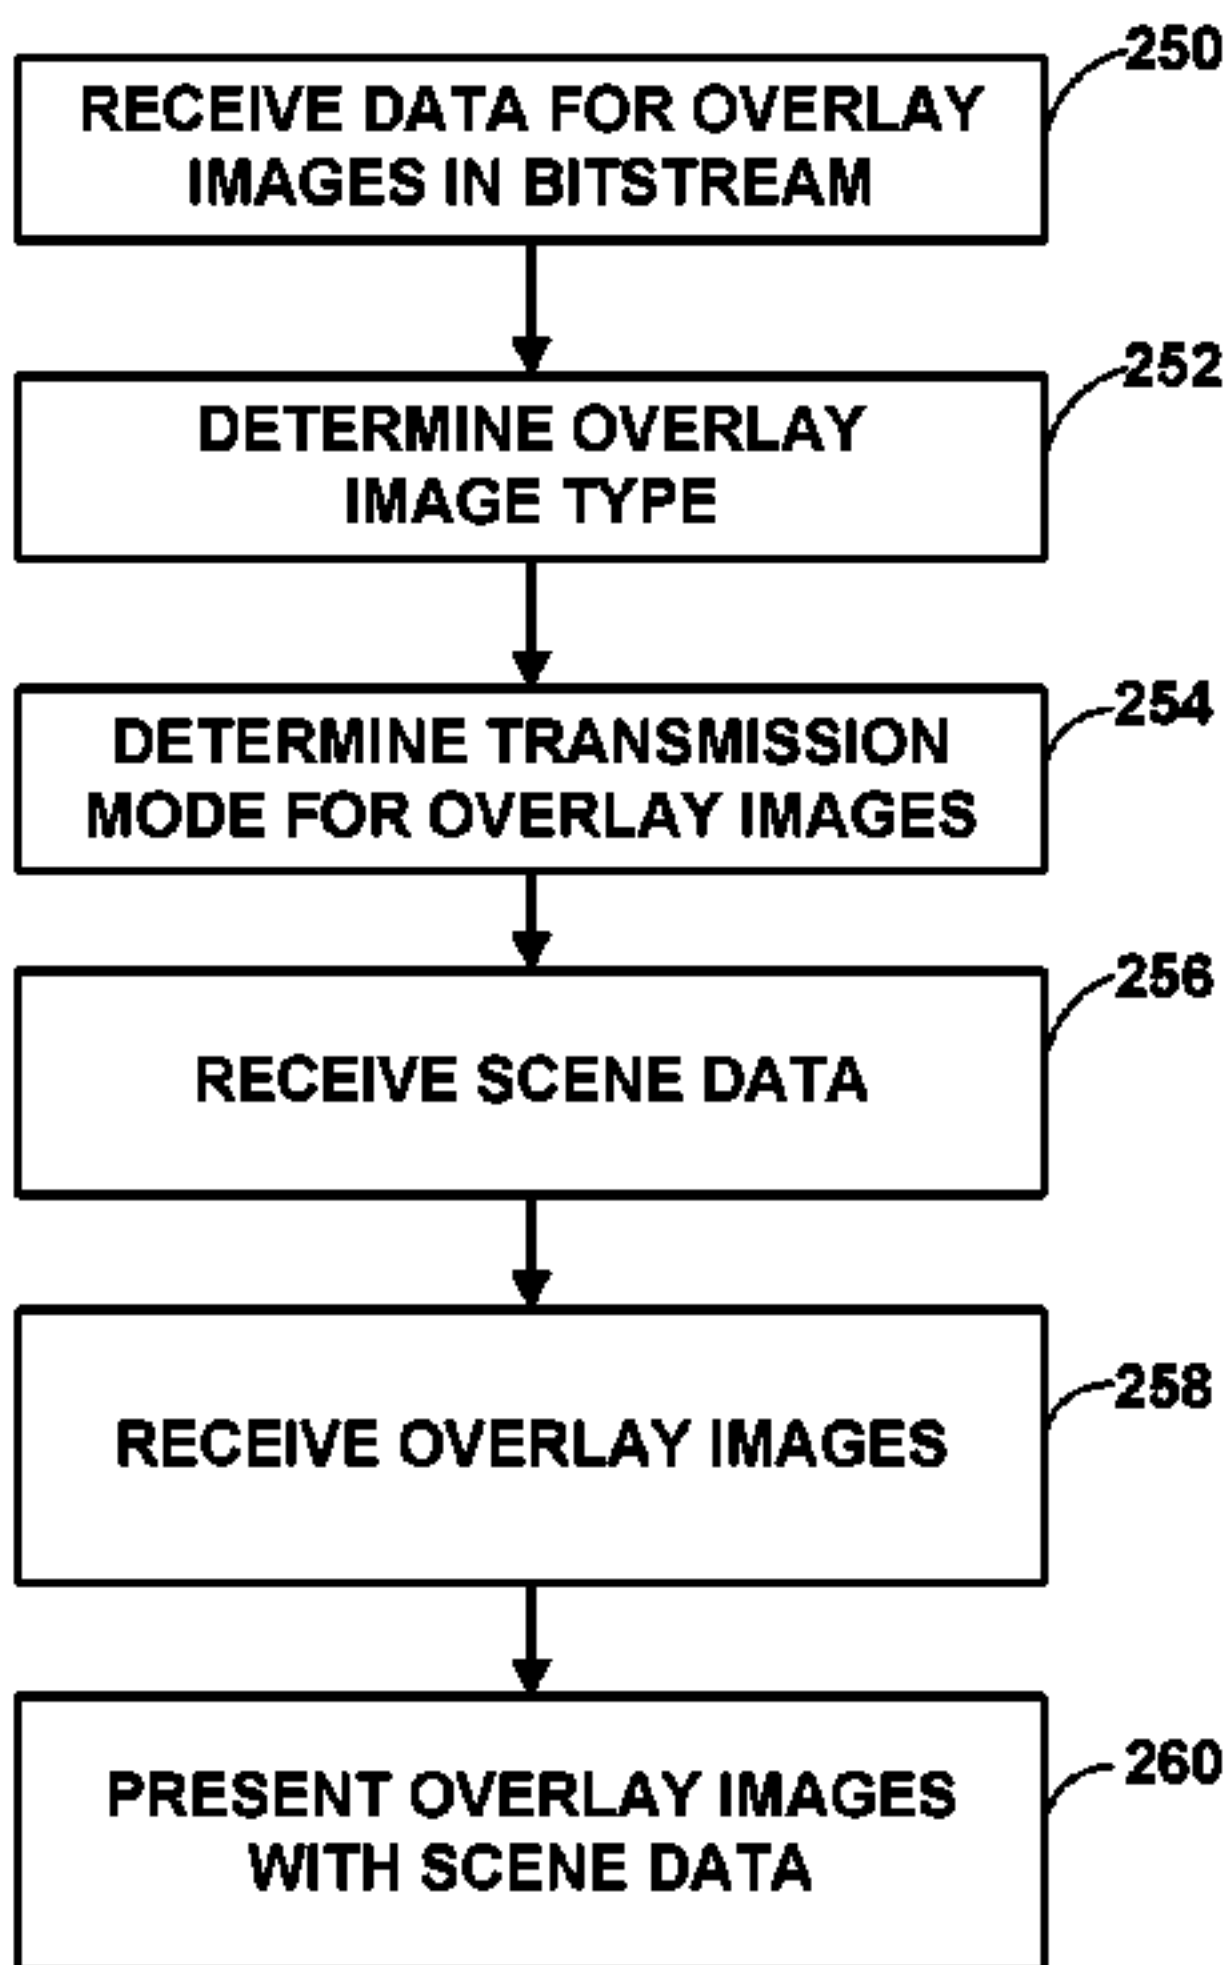 250
RECEIVE DATA FOR OVERLAY
IMAGES IN BITSTREAM
252
DETERMINE OVERLAY
IMAGE TYPE
254
DETERMINE TRANSMISSION
MODE FOR OVERLAY IMAGES
256
RECEIVE SCENE DATA
258
RECEIVE OVERLAY IMAGES
260
PRESENT OVERLAY IMAGES
WITH SCENE DATA